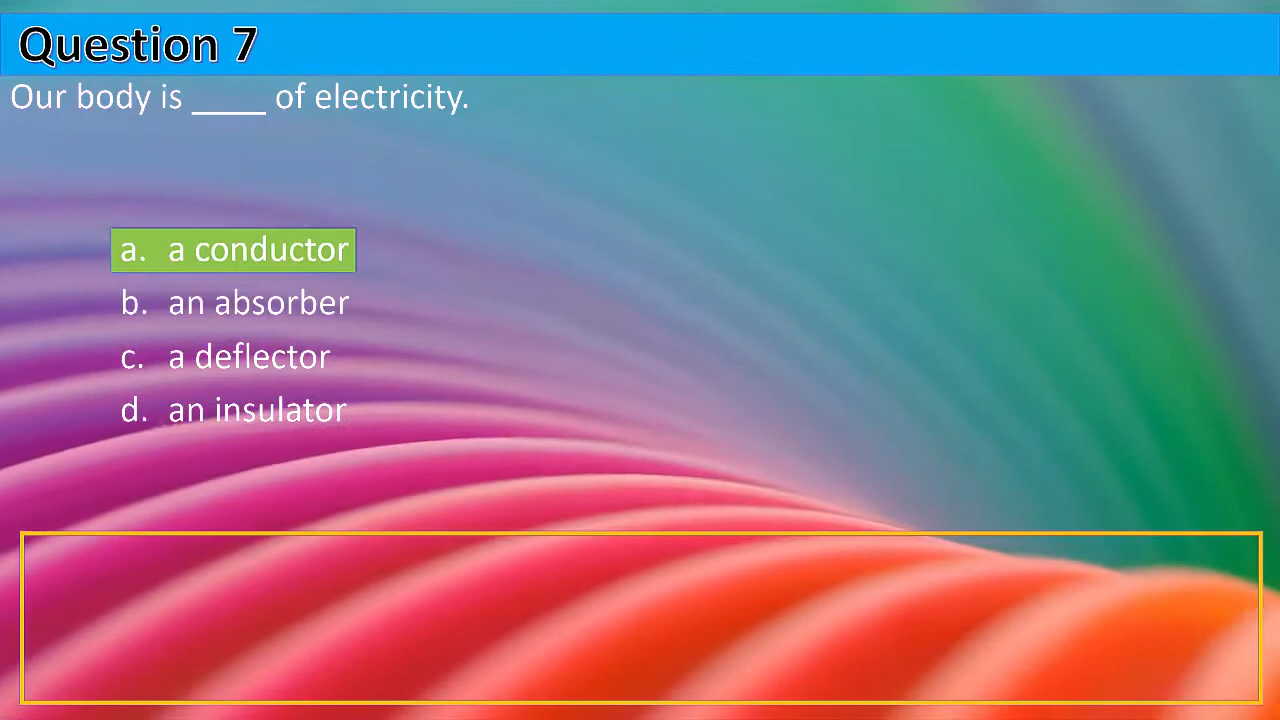 Question 7
Our body is ____ of electricity.
a. a conductor
b. an absorber
c. a deflector
d. an insulator